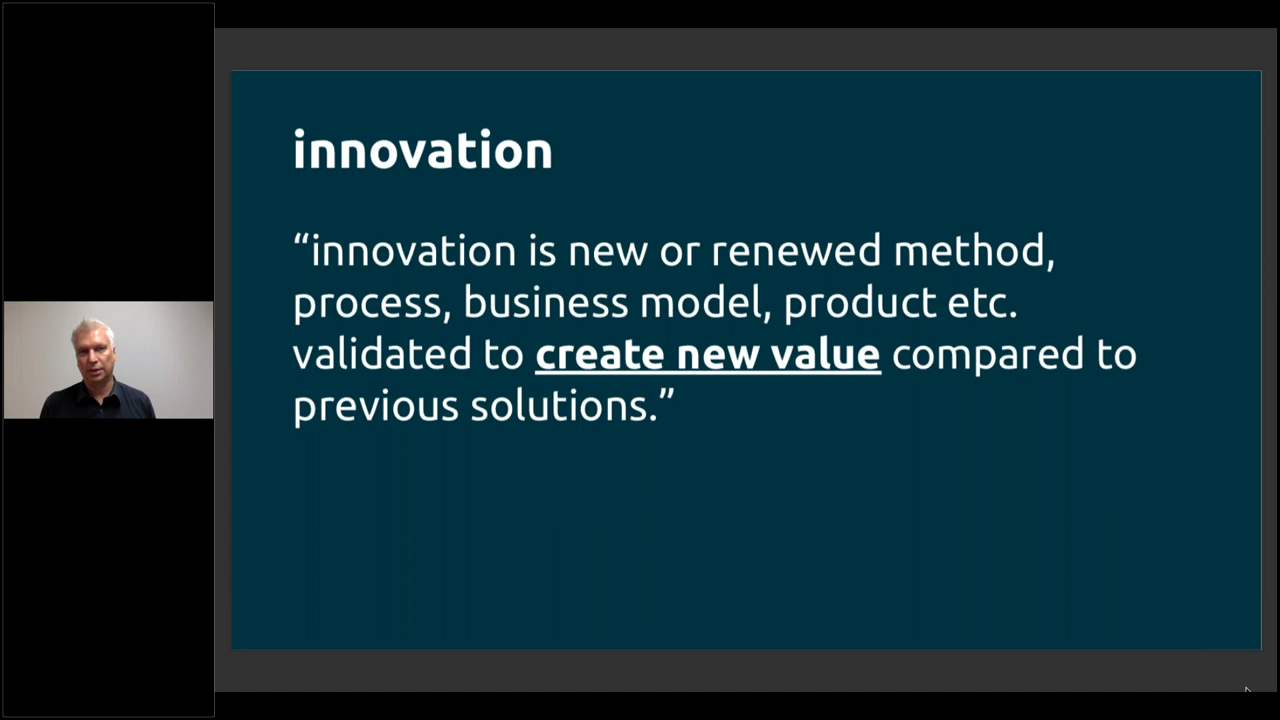 innovation
“innovation is new or renewed method,
process, business model, product etc.
validated to create new value compared to
previous solutions.”